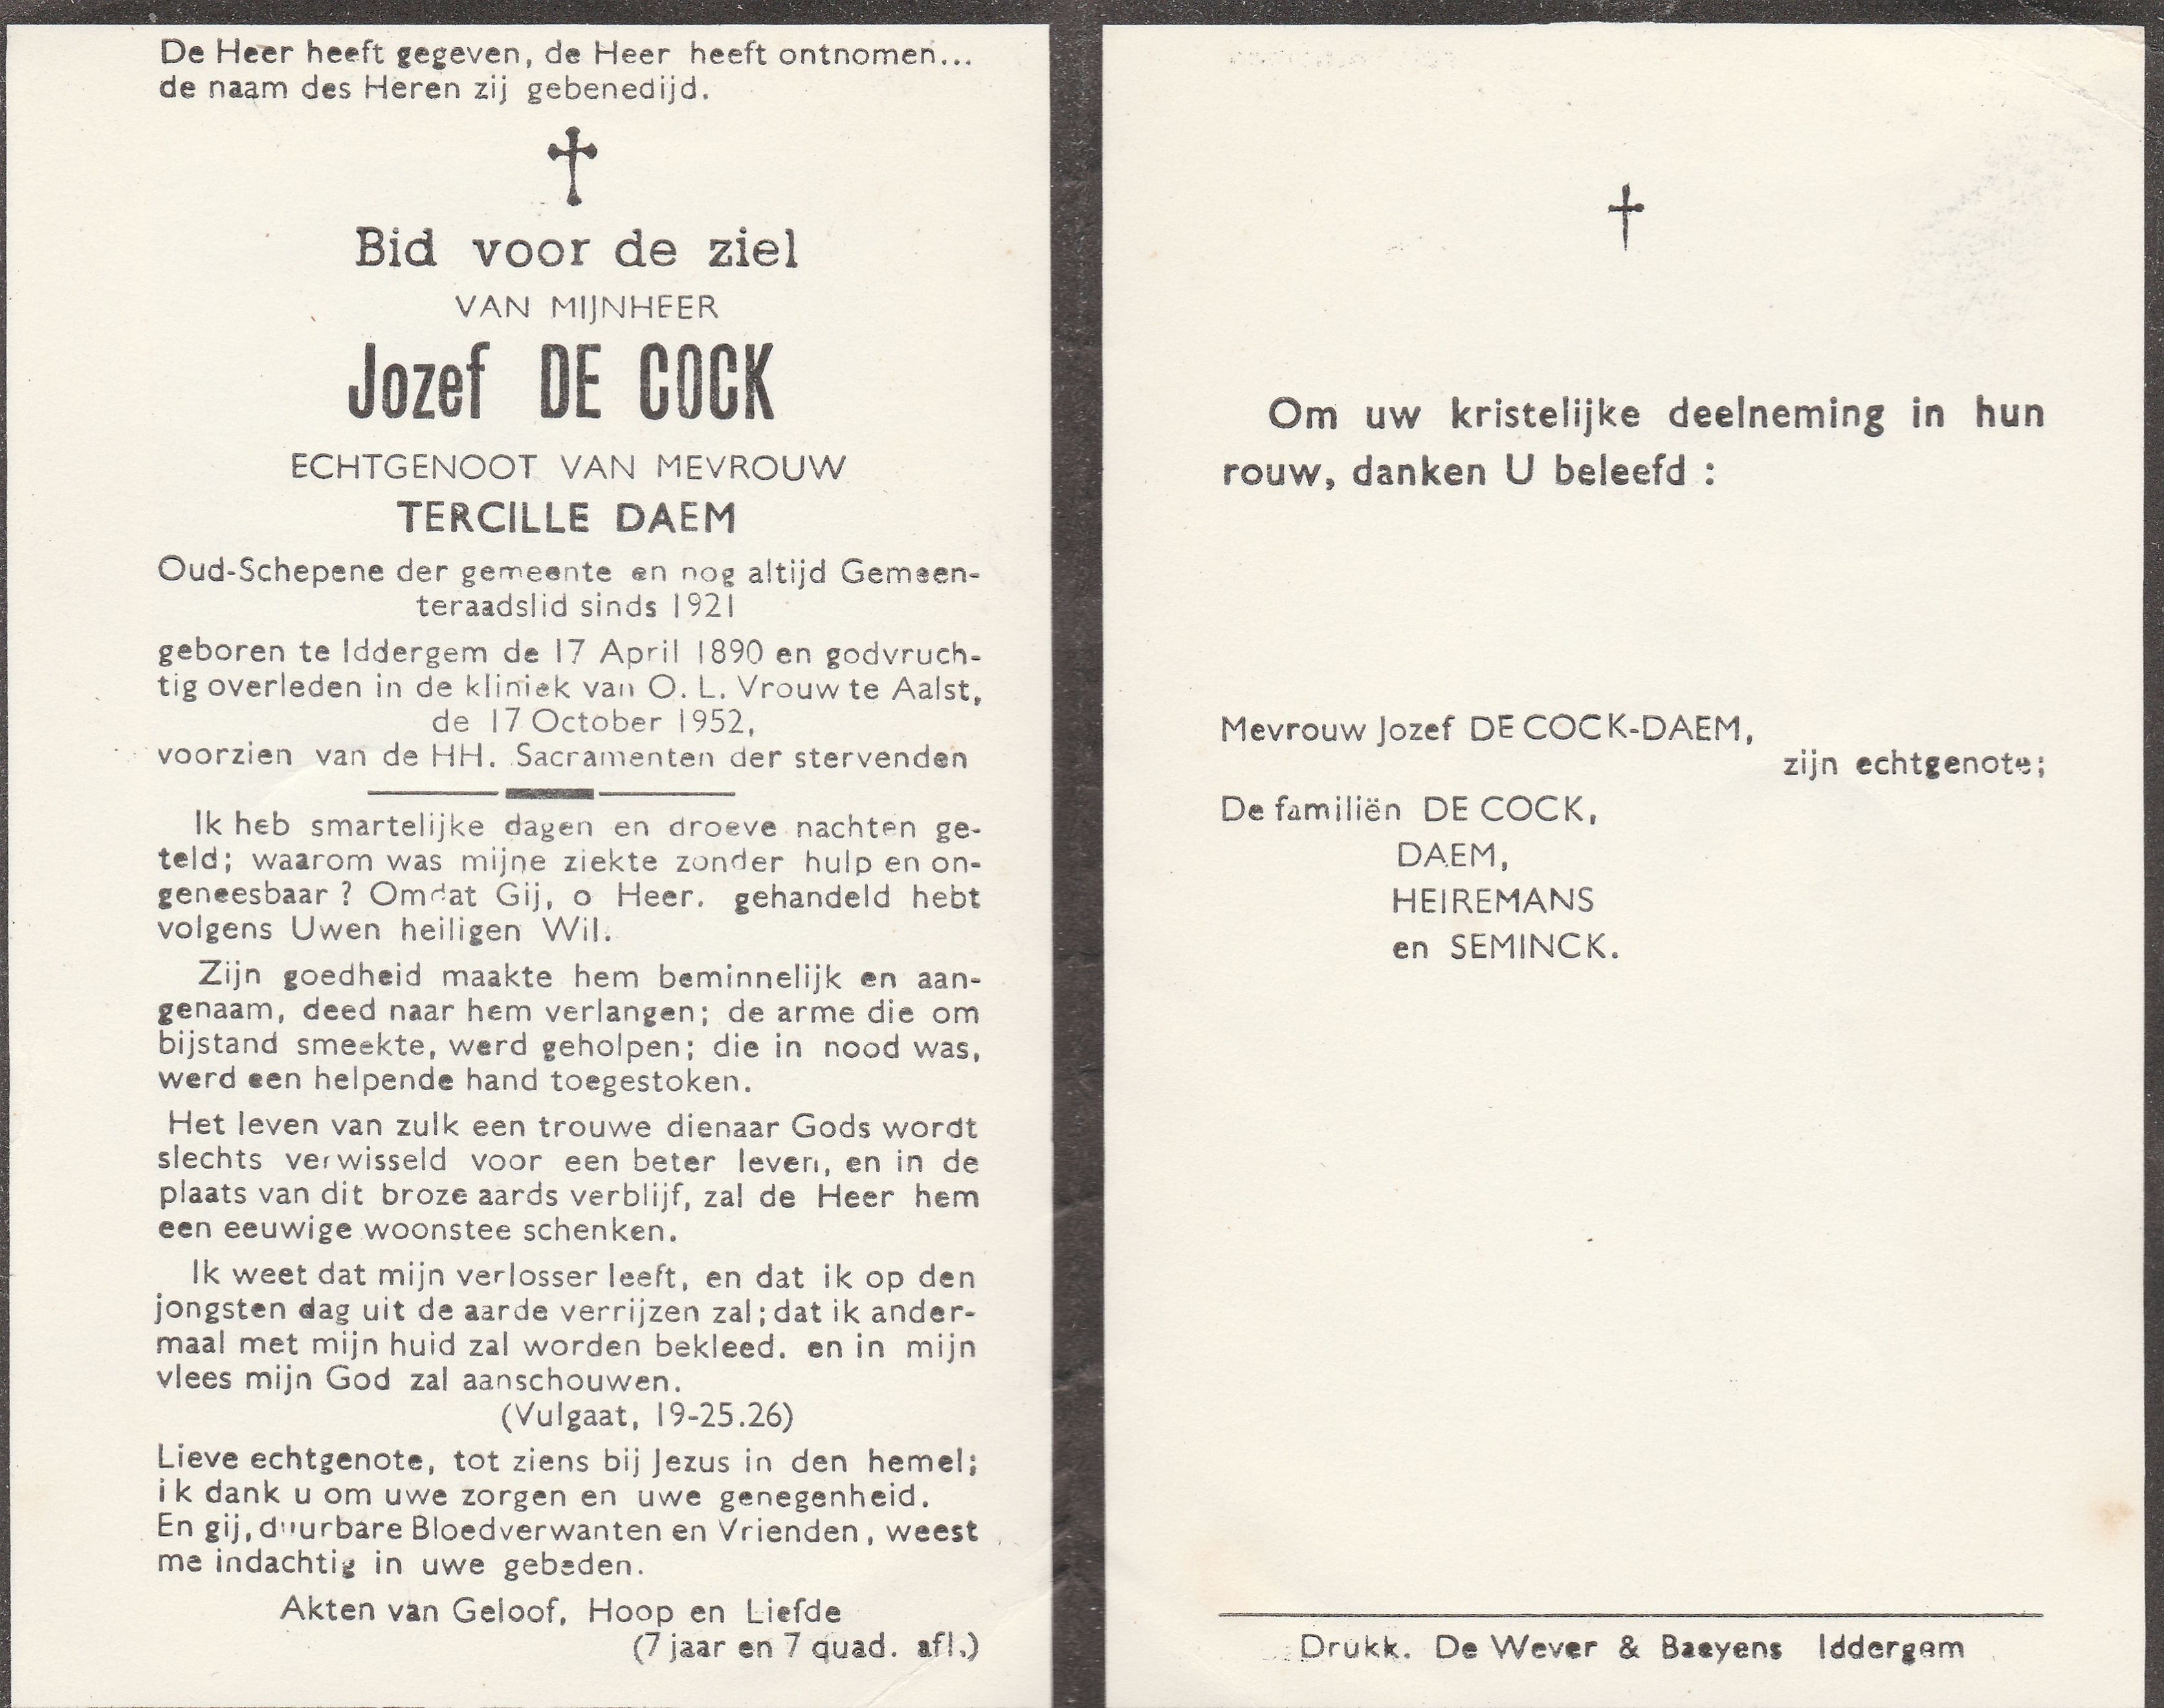 De Heer heeft gegeven, de Heer heeft ontnomen...
de naam des Heren zij gebenedijd.
Bid voor de ziel
VAN MIJNHEER
Jozef DE COCK
ECHTGENOOT VAN MEVROUW
TERCILLE DAEM
Oud-Schepene der gemeente en nog altijd Gemeen-
teraadslid sinds 1921
geboren te Iddergem de 17 April 1890 en godvruch-
tig overleden in de kliniek van O. L. Vrouw te Aalst,
de 17 October 1952,
voorzien van de HH. Sacramenten der stervenden
Ik heb smartelijke dagen en droeve nachten ge-
teld; waarom was mijne ziekte zonder hulp en on-
geneesbaar ? Omdat Gij, o Heer. gehandeld hebt
volgens Uwen heiligen Wil.
Zijn goedheid maakte hem beminnelijk en aan-
genaam, deed naar hem verlangen; de arme die om
bijstand smeekte, werd geholpen; die in nood was,
werd een helpende hand toegestoken.
Het leven van zulk een trouwe dienaar Gods wordt
slechts verwisseld voor een beter leven, en in de
plaats van dit broze aards verblijf, zal de Heer hem
een eeuwige woonstee schenken.
Ik weet dat mijn verlosser leeft, en dat ik op den
jongsten dag uit de aarde verrijzen zal; dat ik ander-
maal met mijn huid zal worden bekleed. en in mijn
vlees mijn God zal aanschouwen.
(Vulgaat, 19-25.26)
Lieve echtgenote, tot ziens bij Jezus in den hemel;
ik dank u om uwe zorgen en uwe genegenheid.
En gij, duurbare Bloedverwanten en Vrienden, weest
me indachtig in uwe gebeden.
Akten van Geloof, Hoop en Liefde
(7 jaar en 7 quad. afl.)
Om uw kristelijke deelneming in hun
rouw, danken U beleefd :
Mevrouw Jozef DE COCK-DAEM,
zijn echtgenote;
De familiën DE COCK,
DAEM,
HEIREMANS
en SEMINCK.
Drukk. De Wever & Baeyens Iddergem